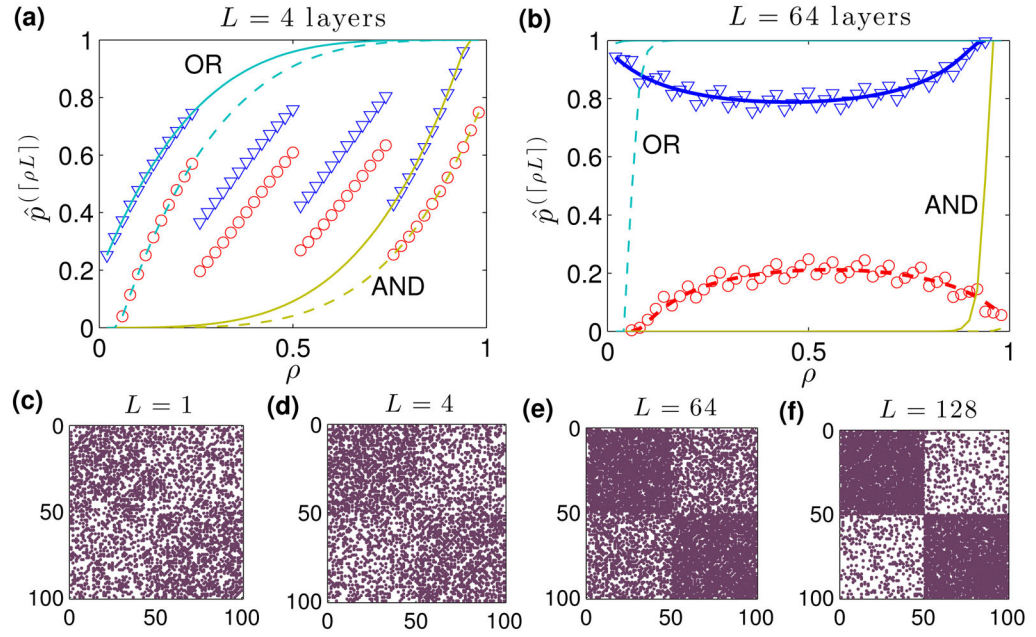 (a)
L = 4 layers
1
0.8
0.6
0.4
0.2
0
0
0.5
1
p̂^(⌈ρL⌉)
ρ
OR
AND
(b)
L = 64 layers
1
0.8
0.6
0.4
0.2
0
0
0.5
1
p̂^(⌈ρL⌉)
ρ
OR
AND
(c)
L = 1
0
50
100
0
50
100
(d)
L = 4
0
50
100
0
50
100
(e)
L = 64
0
50
100
0
50
100
(f)
L = 128
0
50
100
0
50
100